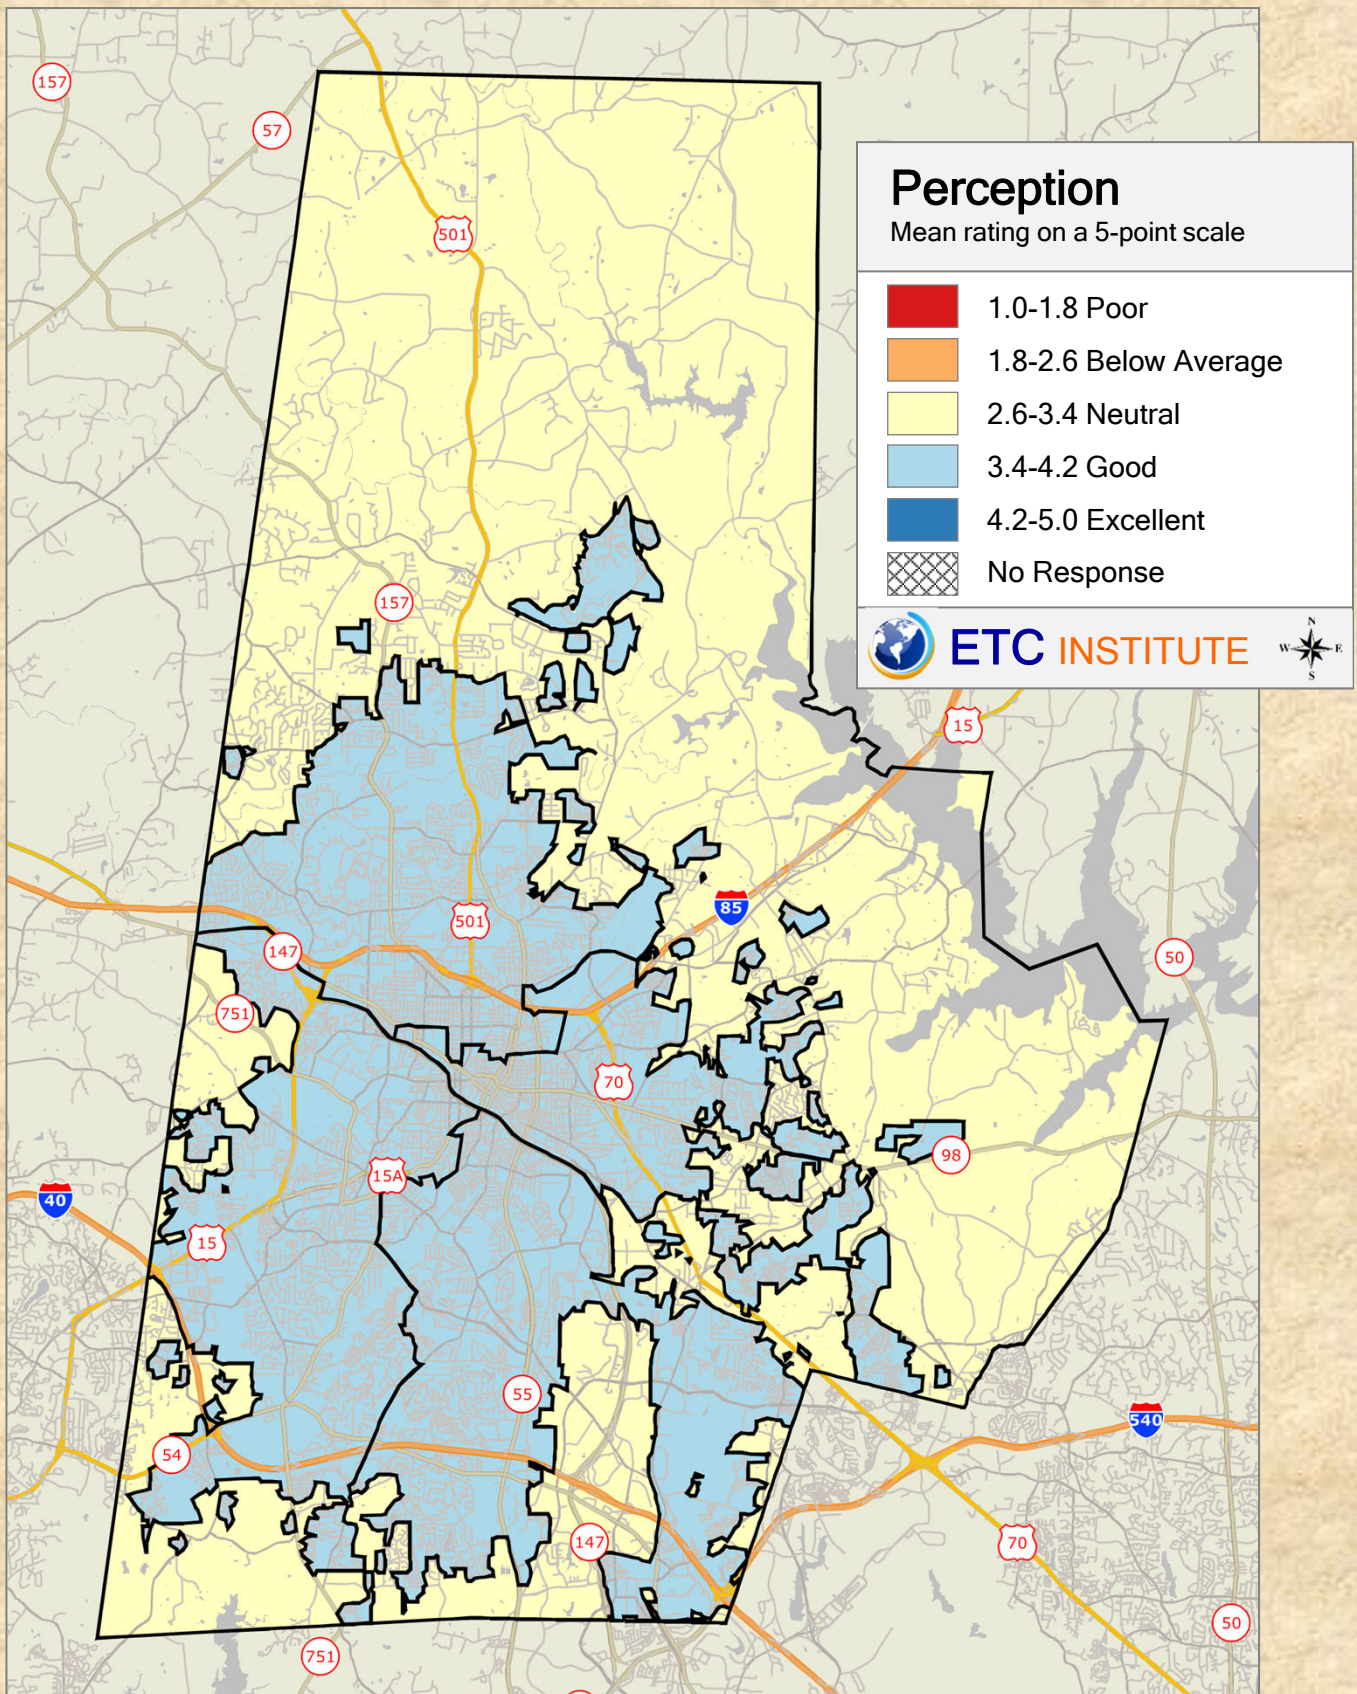 157
57
501
Perception
Mean rating on a 5-point scale
1.0-1.8 Poor
1.8-2.6 Below Average
2.6-3.4 Neutral
3.4-4.2 Good
4.2-5.0 Excellent
No Response
ETC INSTITUTE
N
W E
S
157
15
85
501
147
50
751
70
98
15A
40
15
55
540
54
147
70
50
751